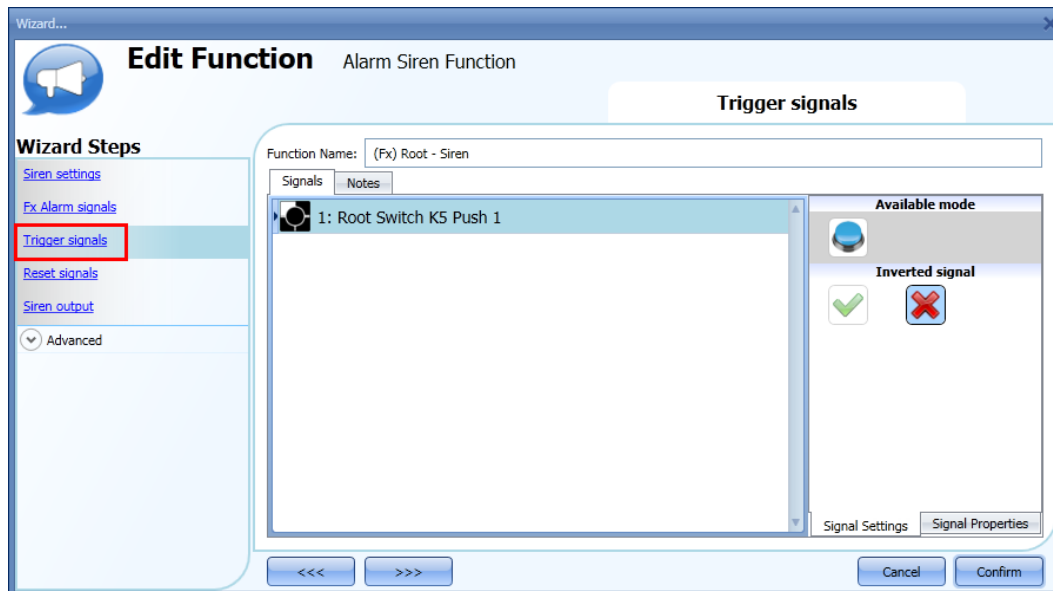 Wizard...
Edit Function Alarm Siren Function
Trigger signals
Wizard Steps
Siren settings
Fx Alarm signals
Trigger signals
Reset signals
Siren output
Advanced
Function Name: (Fx) Root - Siren
Signals Notes
1: Root Switch K5 Push 1
Available mode
Inverted signal
Signal Settings Signal Properties
<<< >>> Cancel Confirm